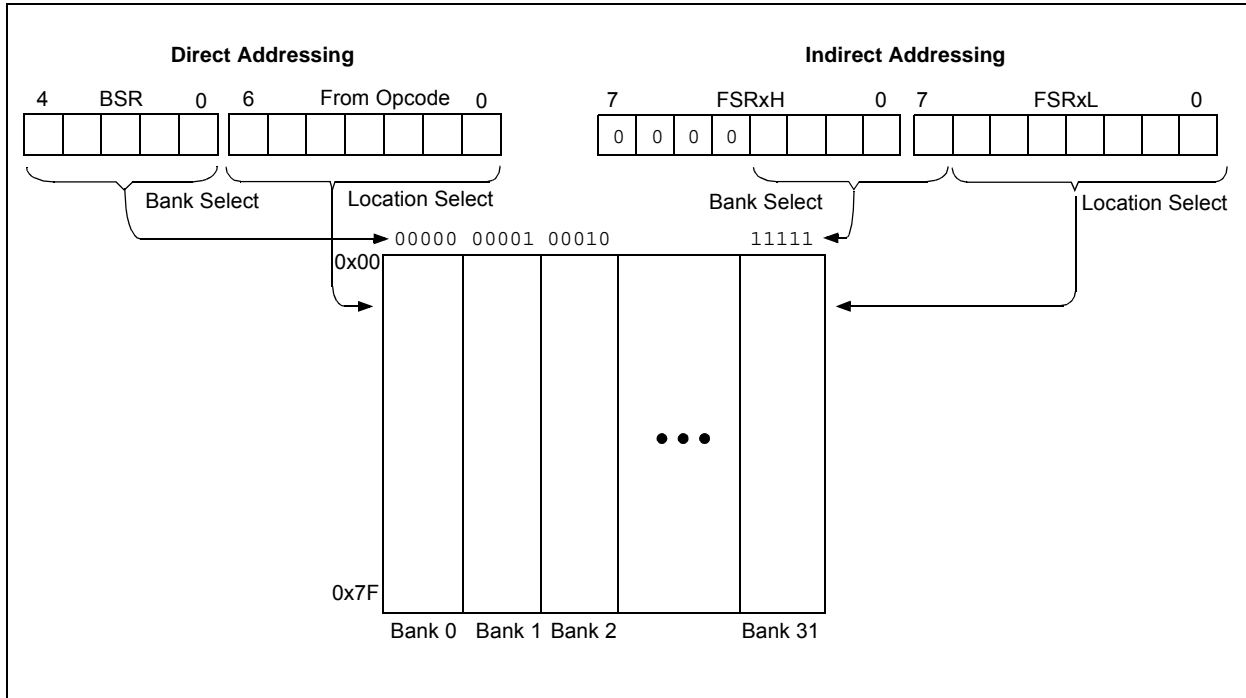 Direct Addressing
Indirect Addressing
4 BSR 0 6 From Opcode 0
7 FSRxH 0 7 FSRxL 0
0 0 0 0
Bank Select
Location Select
Bank Select
Location Select
00000 00001 00010 11111
0x00
0x7F
Bank 0 Bank 1 Bank 2 Bank 31